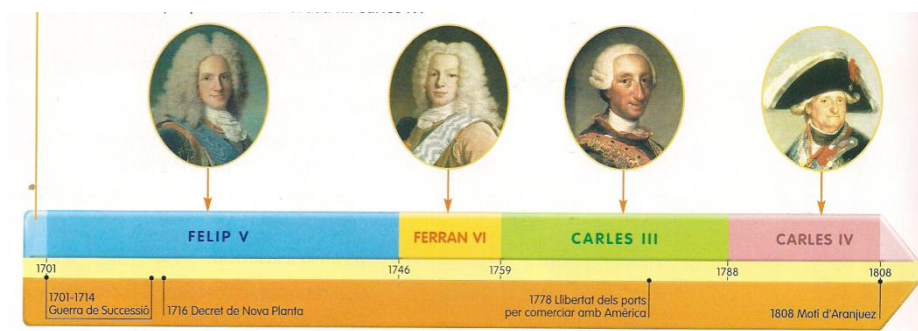 FELIP V
FERRAN VI
CARLES III
CARLES IV
1701
1746
1759
1788
1808
1701-1714
Guerra de Successió
1716 Decret de Nova Planta
1778 Llibertat dels ports
per comerciar amb Amèrica
1808 Motí d'Aranjuez